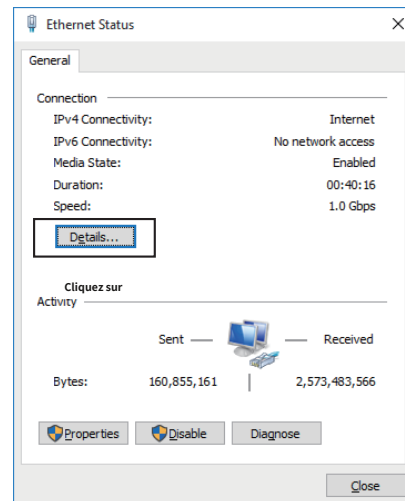 Ethernet Status
General
Connection
IPv4 Connectivity: Internet
IPv6 Connectivity: No network access
Media State: Enabled
Duration: 00:40:16
Speed: 1.0 Gbps
Details...
Cliquez sur
Activity
Sent — — Received
Bytes: 160,855,161 | 2,573,483,566
Properties Disable Diagnose
Close